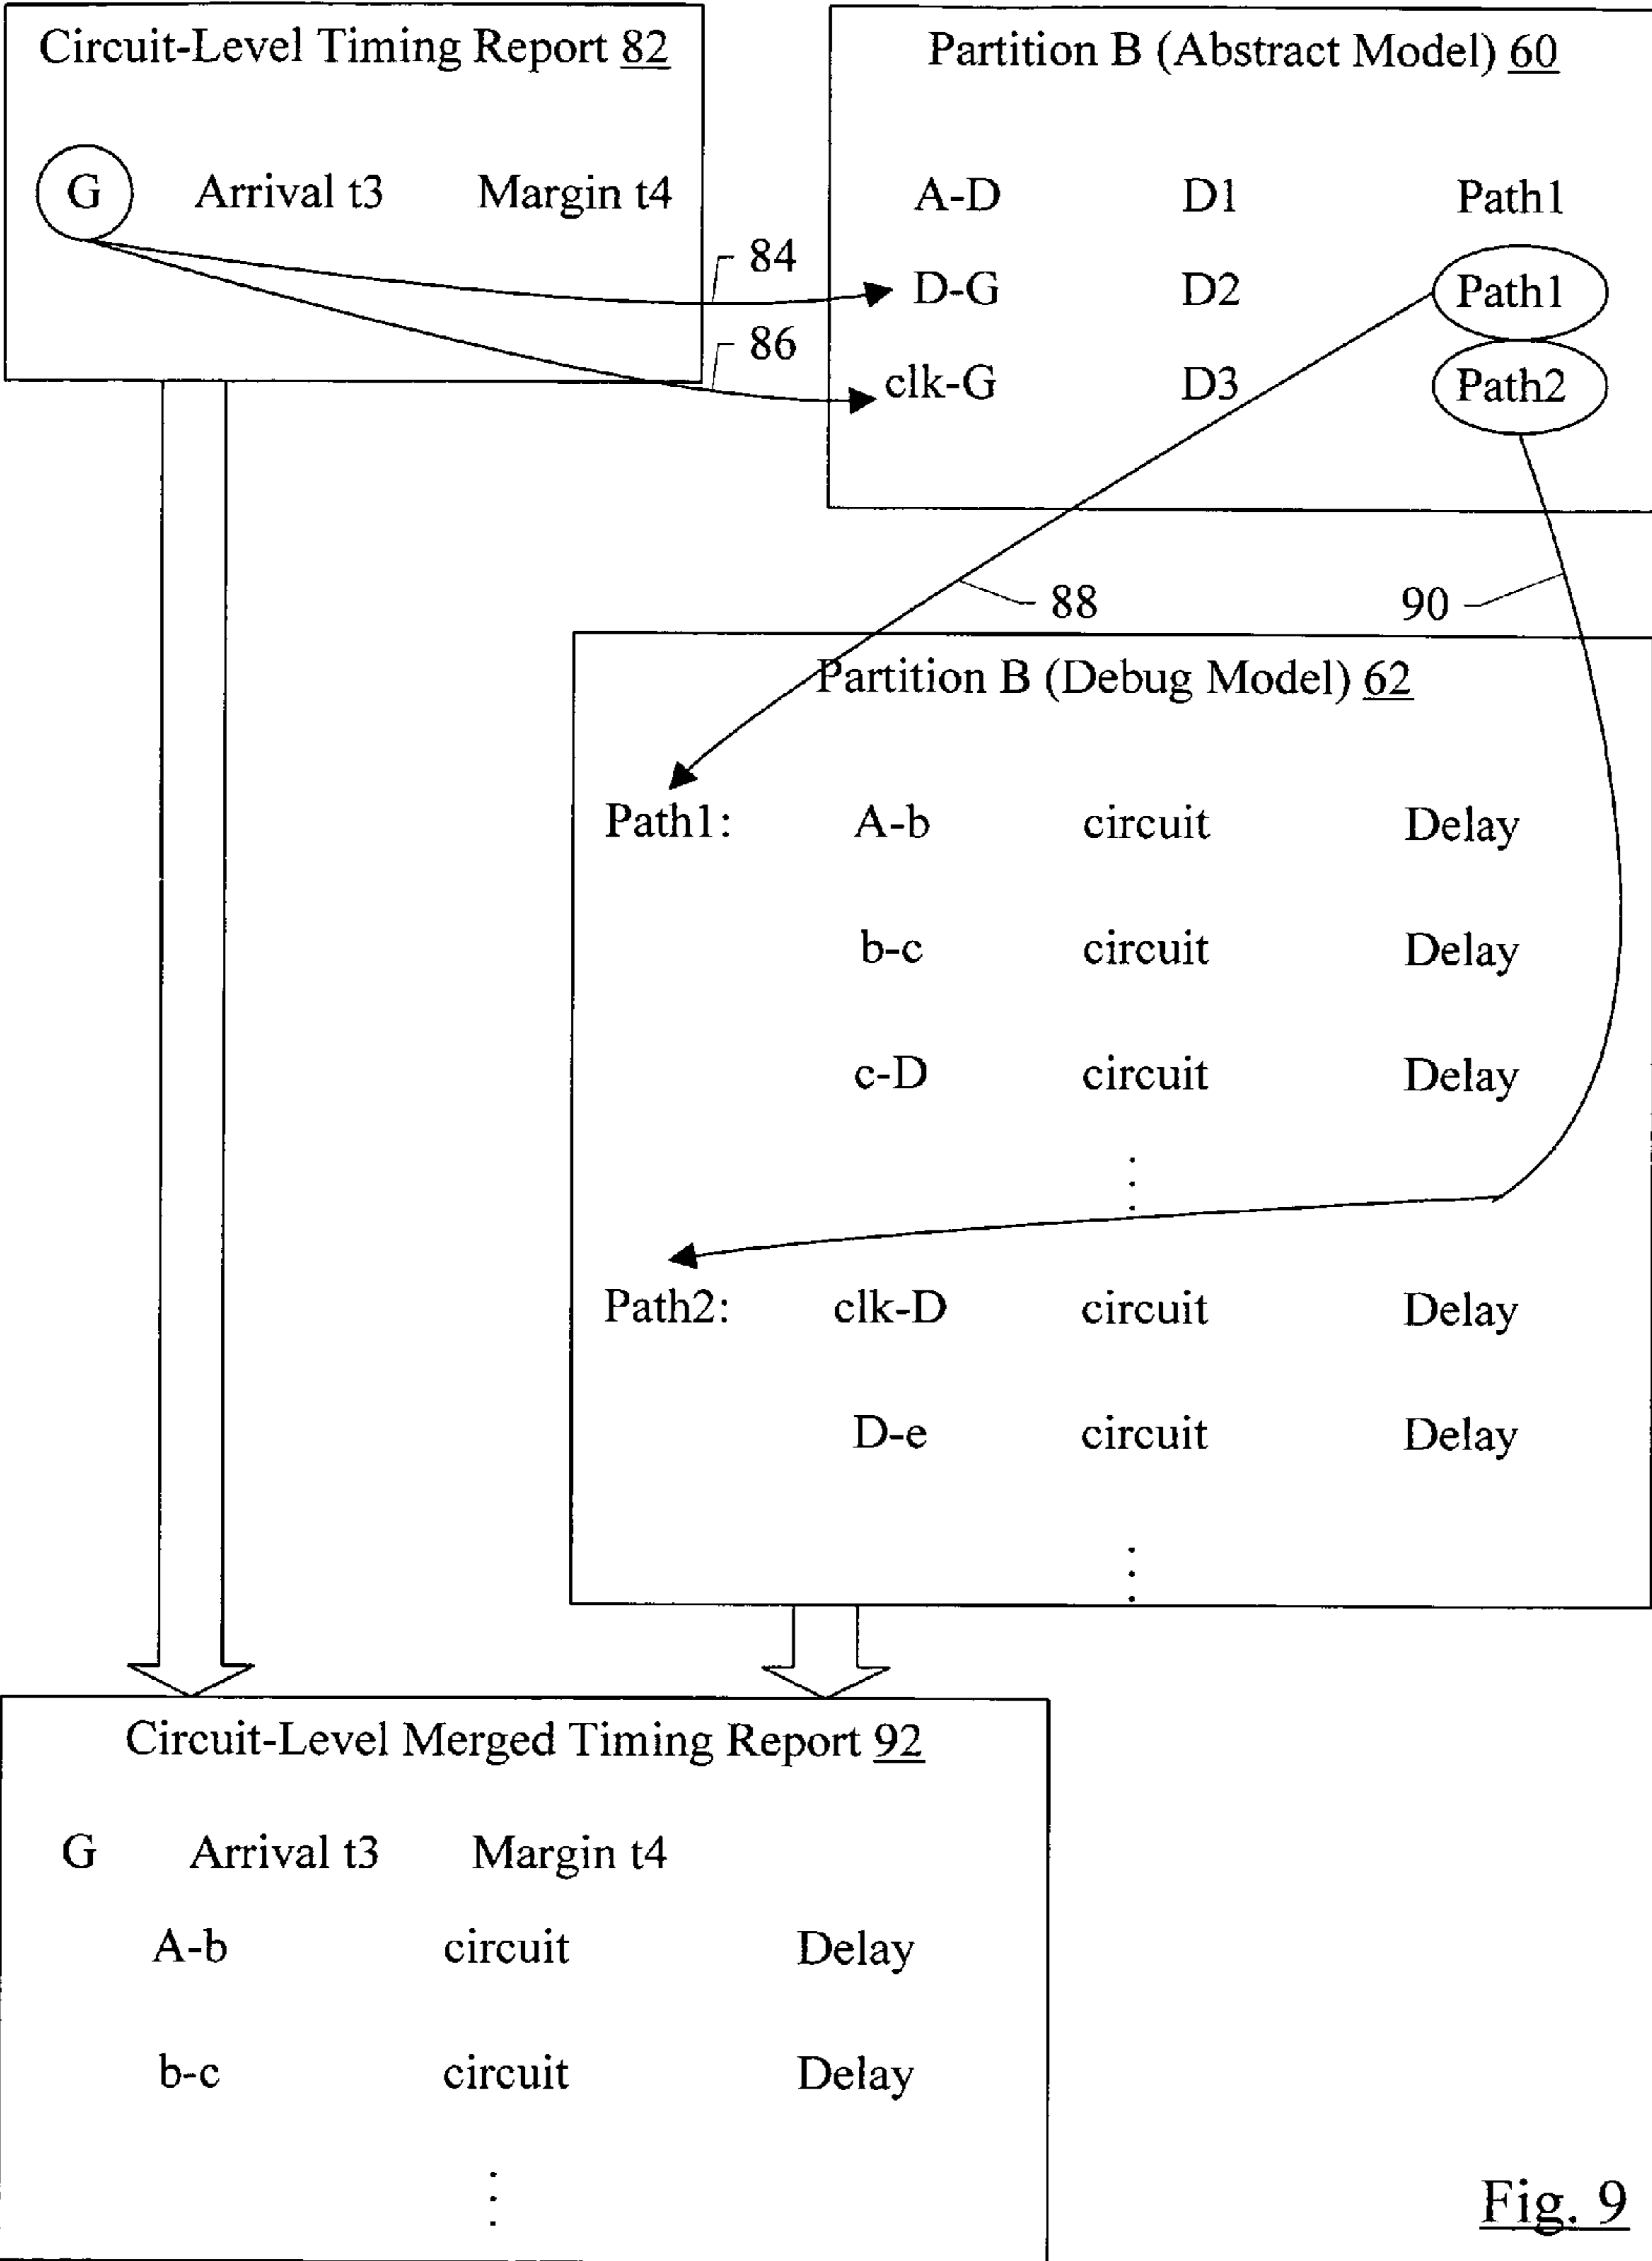 Circuit-Level Timing Report 82
G Arrival t3 Margin t4
Partition B (Abstract Model) 60
A-D D1 Path1
D-G D2 Path1
clk-G D3 Path2
84
86
88
90
Partition B (Debug Model) 62
Path1: A-b circuit Delay
b-c circuit Delay
c-D circuit Delay
Path2: clk-D circuit Delay
D-e circuit Delay
Circuit-Level Merged Timing Report 92
G Arrival t3 Margin t4
A-b circuit Delay
b-c circuit Delay
Fig. 9